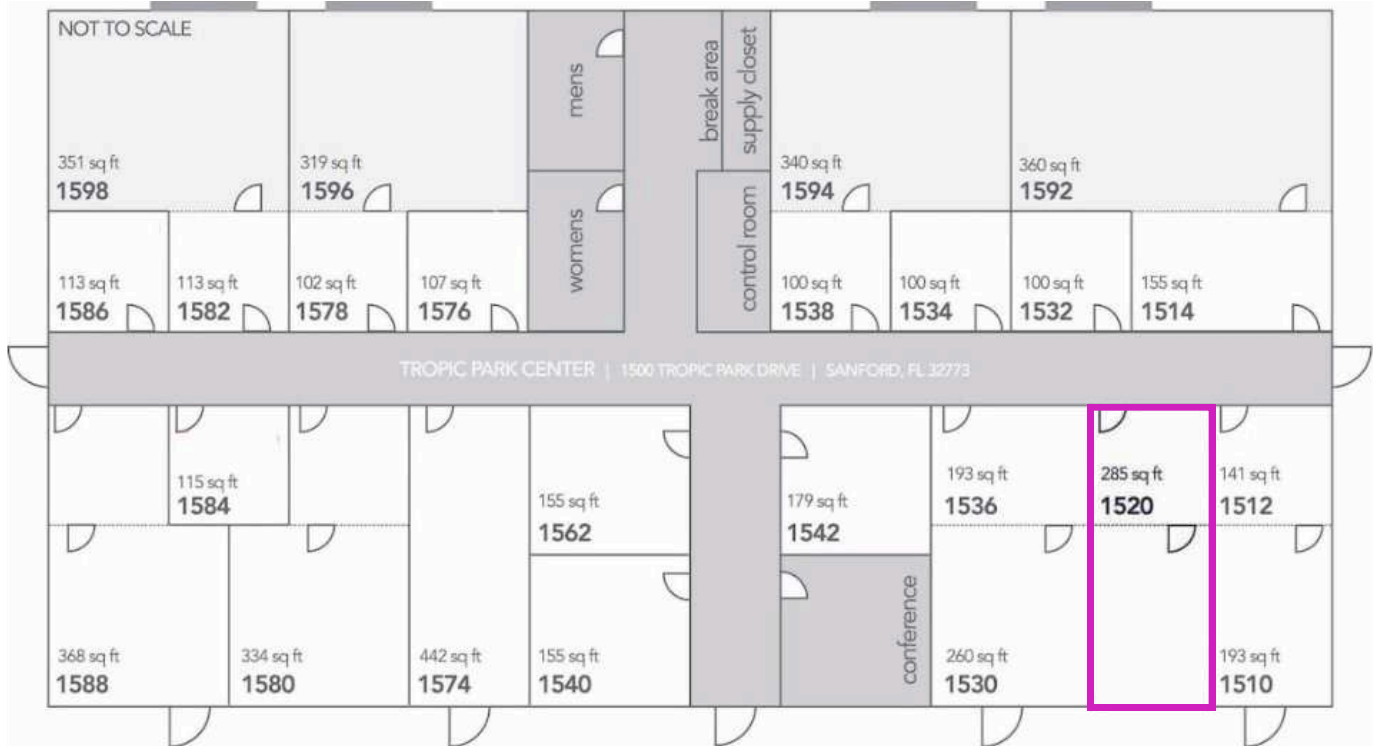 NOT TO SCALE
351 sq ft
1598
319 sq ft
1596
mens
womens
break area
supply closet
control room
340 sq ft
1594
360 sq ft
1592
113 sq ft
1586
113 sq ft
1582
102 sq ft
1578
107 sq ft
1576
100 sq ft
1538
100 sq ft
1534
100 sq ft
1532
155 sq ft
1514
TROPIC PARK CENTER | 1500 TROPIC PARK DRIVE | SANFORD, FL 32773
115 sq ft
1584
155 sq ft
1562
179 sq ft
1542
193 sq ft
1536
285 sq ft
1520
141 sq ft
1512
368 sq ft
1588
334 sq ft
1580
442 sq ft
1574
155 sq ft
1540
conference
260 sq ft
1530
193 sq ft
1510